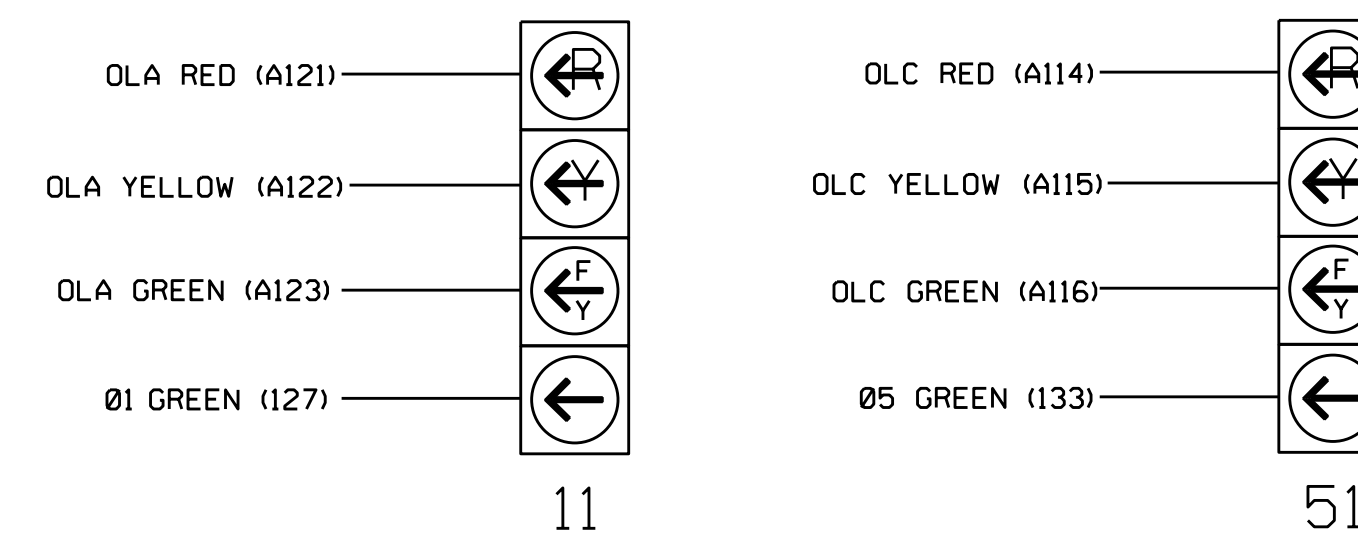 OLA RED (A121)
R
OLA YELLOW (A122)
Y
OLA GREEN (A123)
F
Y
Ø1 GREEN (127)
11
OLC RED (A114)
R
OLC YELLOW (A115)
Y
OLC GREEN (A116)
F
Y
Ø5 GREEN (133)
51